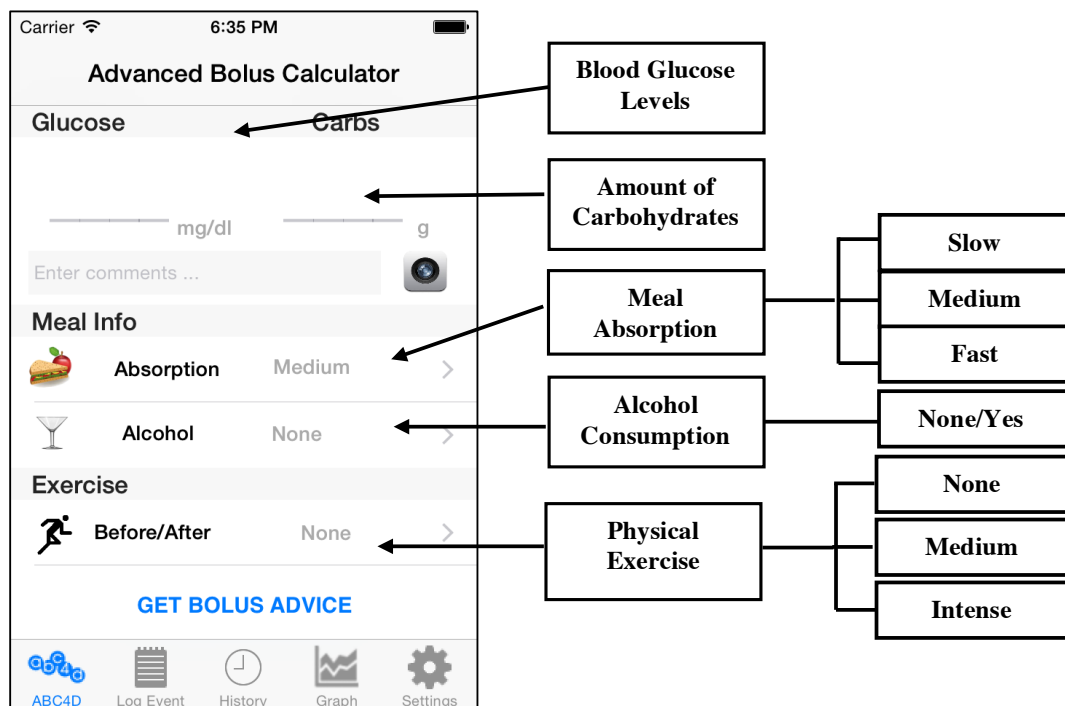 Carrier 6:35 PM
Advanced Bolus Calculator
Glucose Carbs
mg/dl g
Enter comments ...
Meal Info
Absorption Medium
Alcohol None
Exercise
Before/After None
GET BOLUS ADVICE
abc4d
ABC4D Log Event History Graph Settings
Blood Glucose
Levels
Amount of
Carbohydrates
Meal
Absorption
Slow
Medium
Fast
Alcohol
Consumption
None/Yes
Physical
Exercise
None
Medium
Intense